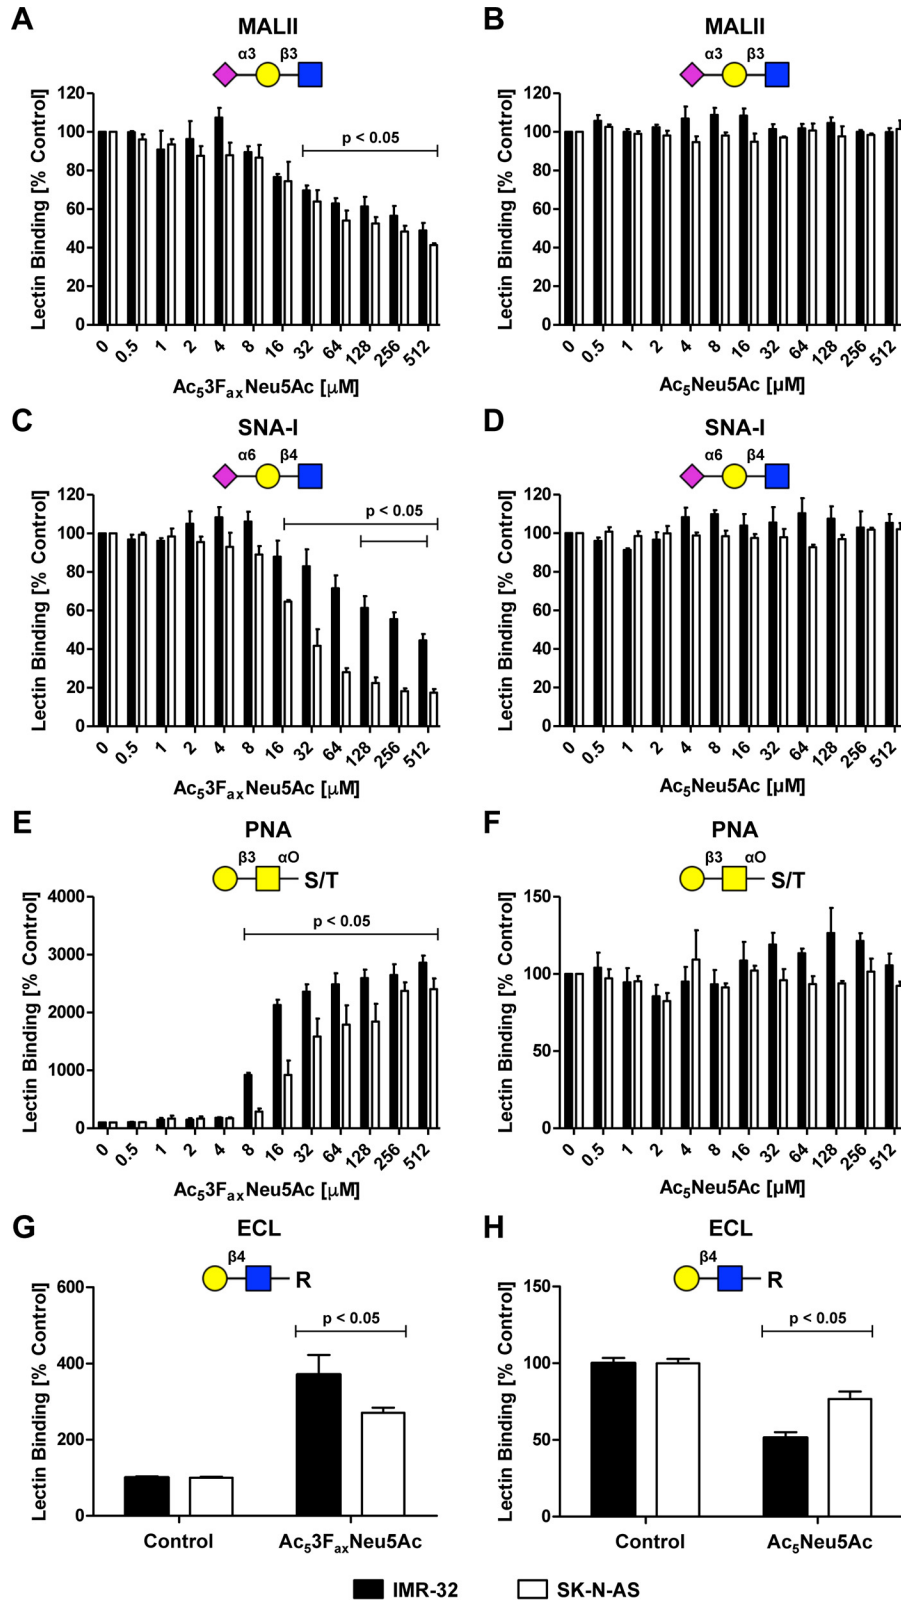 A
MALII
α3 β3
Lectin Binding [% Control]
120
100
80
60
40
20
0
p < 0.05
0 0.5 1 2 4 8 16 32 64 128 256 512
Ac₅3FₐₓNeu5Ac [μM]
B
MALII
α3 β3
Lectin Binding [% Control]
120
100
80
60
40
20
0
0 0.5 1 2 4 8 16 32 64 128 256 512
Ac₅Neu5Ac [µM]
C
SNA-I
α6 β4
Lectin Binding [% Control]
120
100
80
60
40
20
0
p < 0.05
0 0.5 1 2 4 8 16 32 64 128 256 512
Ac₅3FₐₓNeu5Ac [μM]
D
SNA-I
α6 β4
Lectin Binding [% Control]
120
100
80
60
40
20
0
0 0.5 1 2 4 8 16 32 64 128 256 512
Ac₅Neu5Ac [µM]
E
PNA
β3 αO
S/T
Lectin Binding [% Control]
4000
3000
2000
1000
0
p < 0.05
0 0.5 1 2 4 8 16 32 64 128 256 512
Ac₅3FₐₓNeu5Ac [μM]
F
PNA
β3 αO
S/T
Lectin Binding [% Control]
150
100
50
0
0 0.5 1 2 4 8 16 32 64 128 256 512
Ac₅Neu5Ac [µM]
G
ECL
β4
R
Lectin Binding [% Control]
600
400
200
0
p < 0.05
Control Ac₅3FₐₓNeu5Ac
H
ECL
β4
R
Lectin Binding [% Control]
150
100
50
0
p < 0.05
Control Ac₅Neu5Ac
IMR-32 SK-N-AS